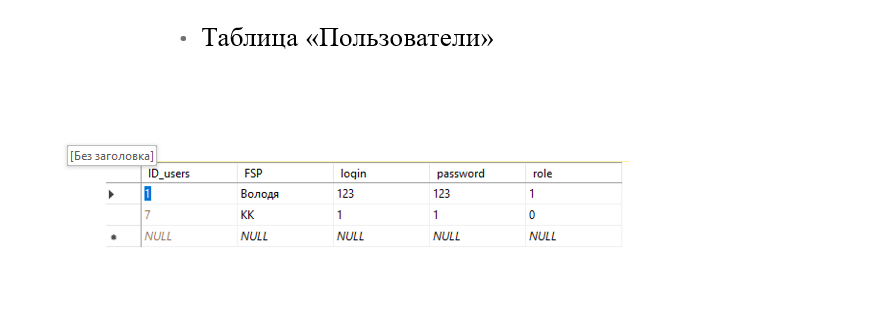 • Таблица «Пользователи»
[Без заголовка]
ID_users FSP login password role
1 Володя 123 123 1
7 КК 1 1 0
NULL NULL NULL NULL NULL